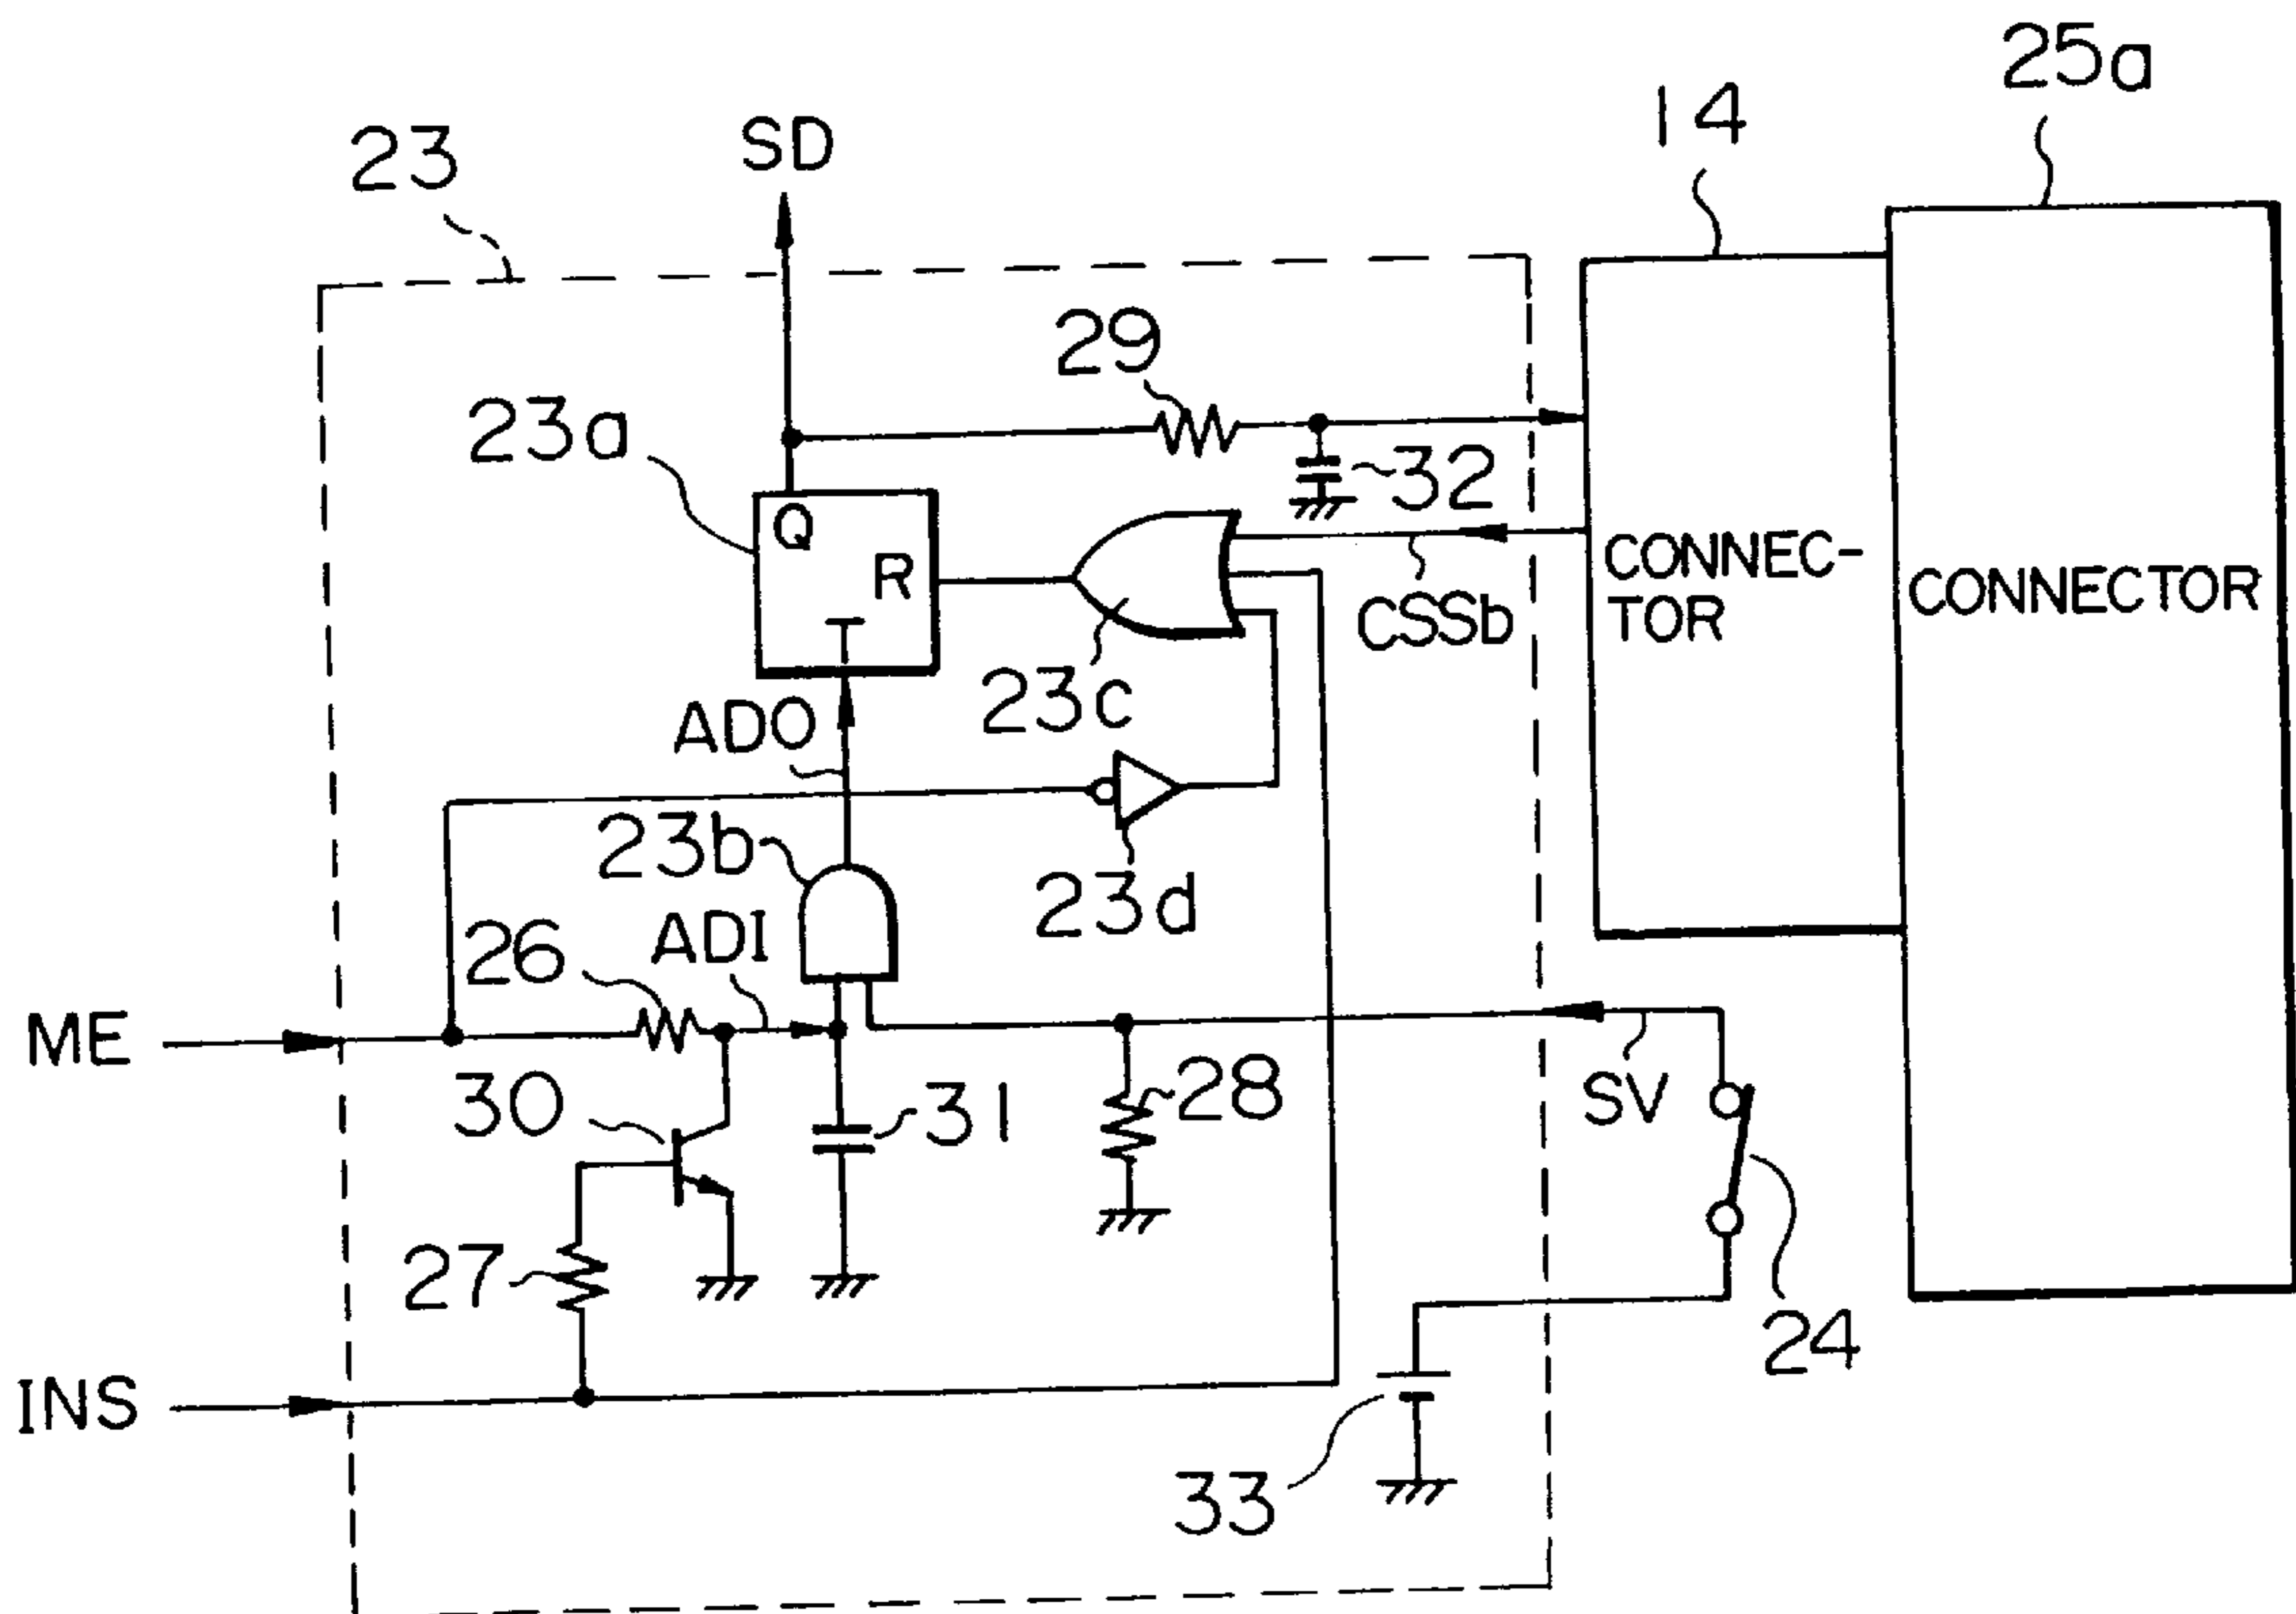 25a
14
23
SD
29
23a
32
Q
R
T
CONNEC-
TOR
CONNECTOR
CSSb
23c
ADO
23b
23d
26
ADI
ME
30
31
28
SV
27
24
INS
33